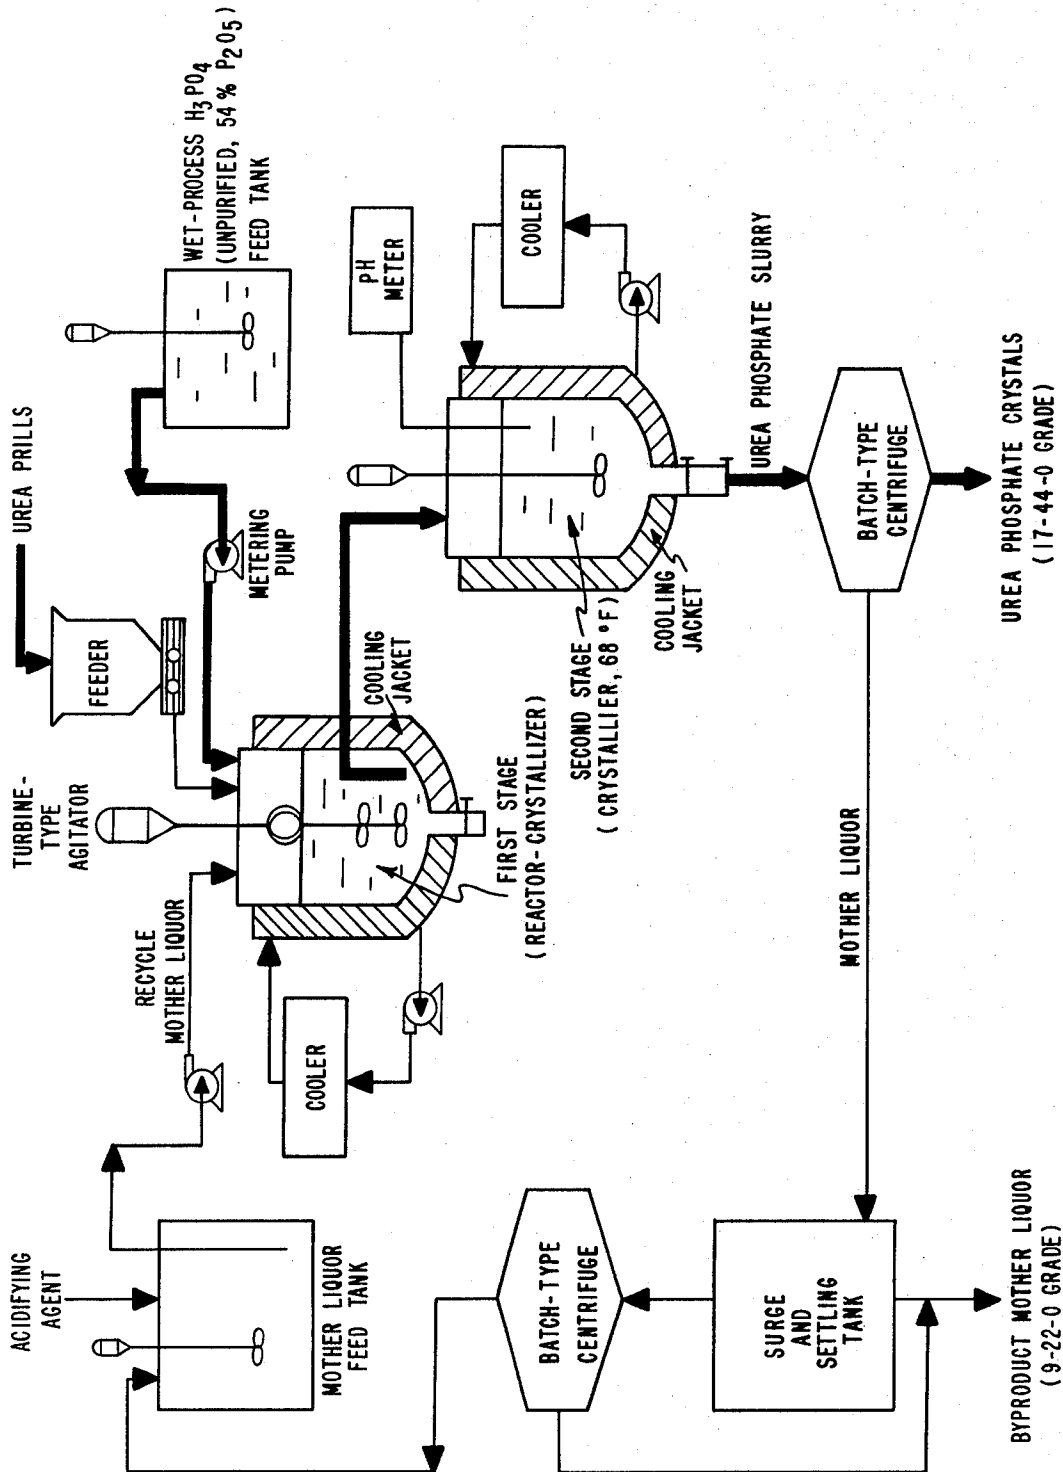 ACIDIFYING
AGENT
MOTHER LIQUOR
FEED TANK
RECYCLE
MOTHER LIQUOR
TURBINE-
TYPE
AGITATOR
FEEDER
UREA PRILLS
METERING
PUMP
WET-PROCESS H3PO4
(UNPURIFIED, 54% P2O5)
FEED TANK
COOLER
COOLING
JACKET
FIRST STAGE
(REACTOR-CRYSTALLIZER)
PH
METER
COOLER
SECOND STAGE
(CRYSTALLIER, 68 °F)
COOLING
JACKET
UREA PHOSPHATE SLURRY
BATCH-TYPE
CENTRIFUGE
BATCH-TYPE
CENTRIFUGE
MOTHER LIQUOR
SURGE
AND
SETTLING
TANK
BYPRODUCT MOTHER LIQUOR
(9-22-0 GRADE)
UREA PHOSPHATE CRYSTALS
(17-44-0 GRADE)